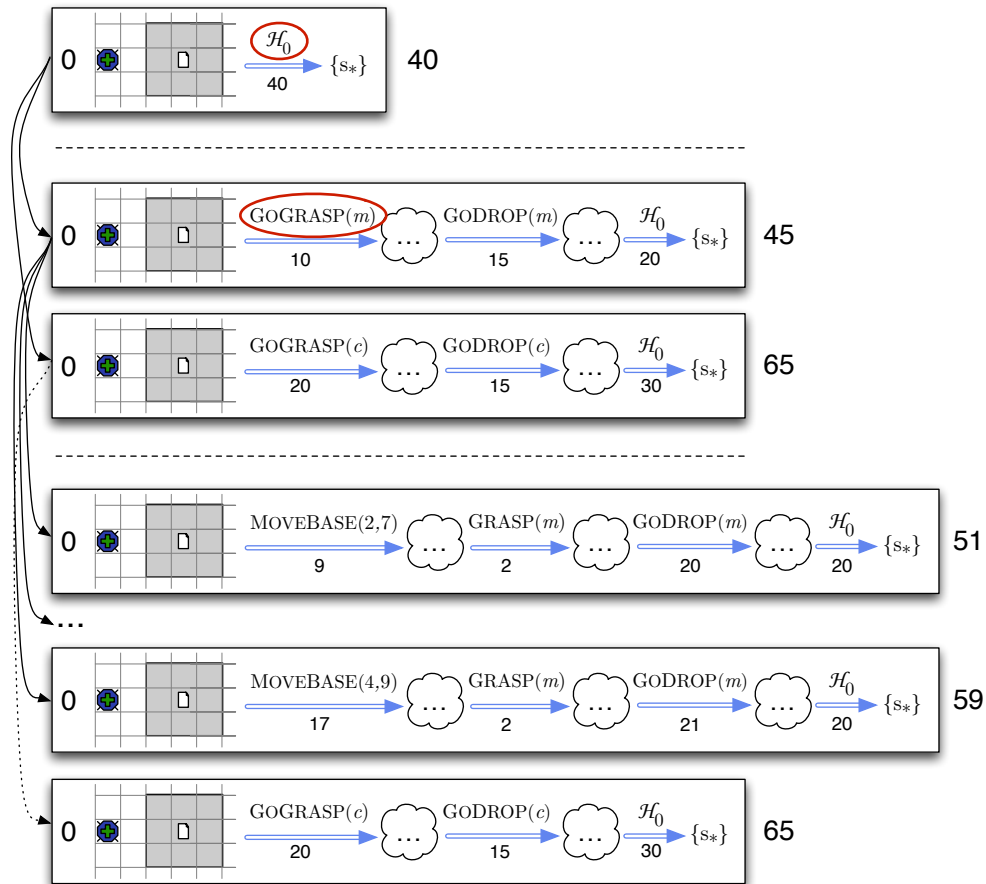 0 ℋ₀ 40 {s*} 40
0 GOGRASP(m) 10 ... GODROP(m) 15 ... ℋ₀ 20 {s*} 45
0 GOGRASP(c) 20 ... GODROP(c) 15 ... ℋ₀ 30 {s*} 65
0 MOVEBASE(2,7) 9 ... GRASP(m) 2 ... GODROP(m) 20 ... ℋ₀ 20 {s*} 51
...
0 MOVEBASE(4,9) 17 ... GRASP(m) 2 ... GODROP(m) 21 ... ℋ₀ 20 {s*} 59
0 GOGRASP(c) 20 ... GODROP(c) 15 ... ℋ₀ 30 {s*} 65